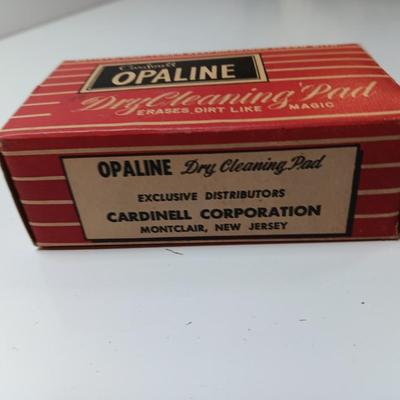 Cardinell
OPALINE
Dry Cleaning Pad
ERASES DIRT LIKE MAGIC
OPALINE Dry Cleaning Pad
EXCLUSIVE DISTRIBUTORS
CARDINELL CORPORATION
MONTCLAIR, NEW JERSEY